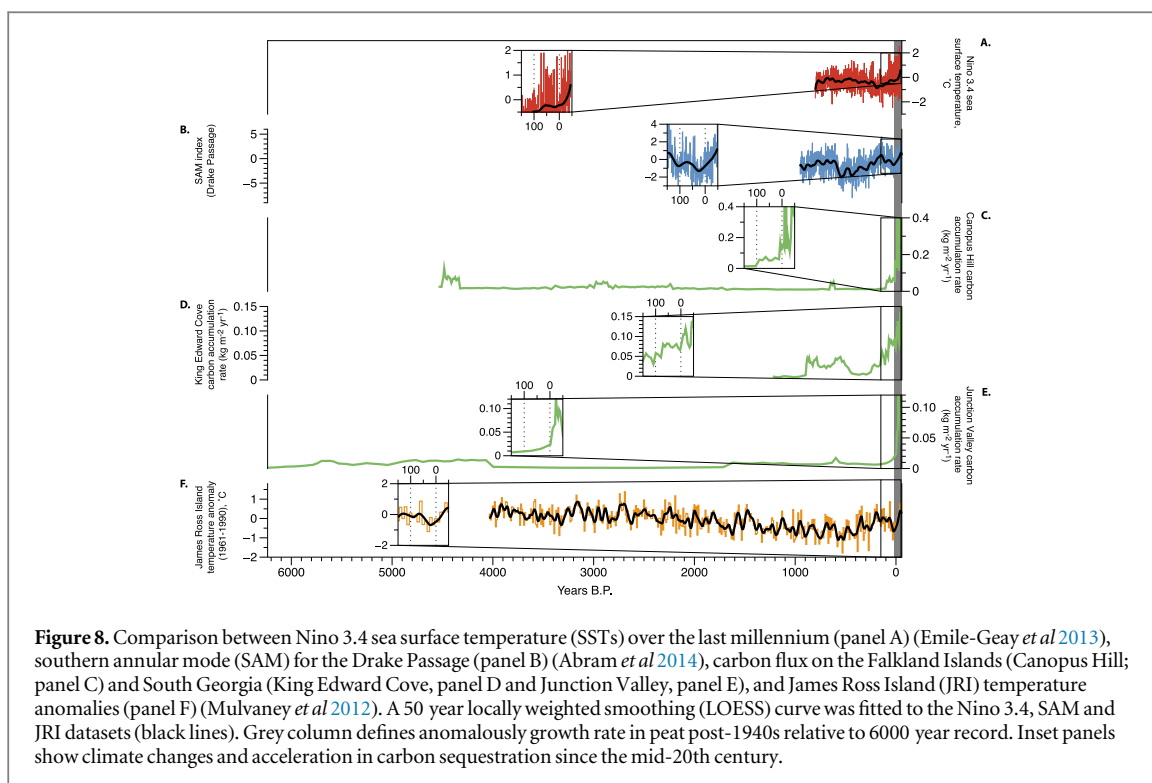 A.
2
1
0
100 0
2
0
−2
Nino 3.4 sea
surface temperature,
°C
B.
5
0
−5
SAM index
(Drake Passage)
4
2
0
−2
100 0
C.
100 0
0.4
0.2
0
0.4
0.2
0
Canopus Hill carbon
accumulation rate
(kg m-2 yr-1)
D.
0.15
0.10
0.05
0
King Edward Cove
carbon accumulation
rate (kg m-2 yr-1)
100 0
0.15
0.10
0.05
0
E.
100 0
0.10
0.05
0
0.10
0.05
0
Junction Valley carbon
accumulation rate
(kg m-2 yr-1)
F.
1
0
−1
−2
James Ross Island
temperature anomaly
(1961-1990), °C
100 0
2
0
−2
6000 5000 4000 3000 2000 1000 0
Years B.P.
Figure 8. Comparison between Nino 3.4 sea surface temperature (SSTs) over the last millennium (panel A) (Emile-Geay et al 2013),
southern annular mode (SAM) for the Drake Passage (panel B) (Abram et al 2014), carbon flux on the Falkland Islands (Canopus Hill;
panel C) and South Georgia (King Edward Cove, panel D and Junction Valley, panel E), and James Ross Island (JRI) temperature
anomalies (panel F) (Mulvaney et al 2012). A 50 year locally weighted smoothing (LOESS) curve was fitted to the Nino 3.4, SAM and
JRI datasets (black lines). Grey column defines anomalously growth rate in peat post-1940s relative to 6000 year record. Inset panels
show climate changes and acceleration in carbon sequestration since the mid-20th century.